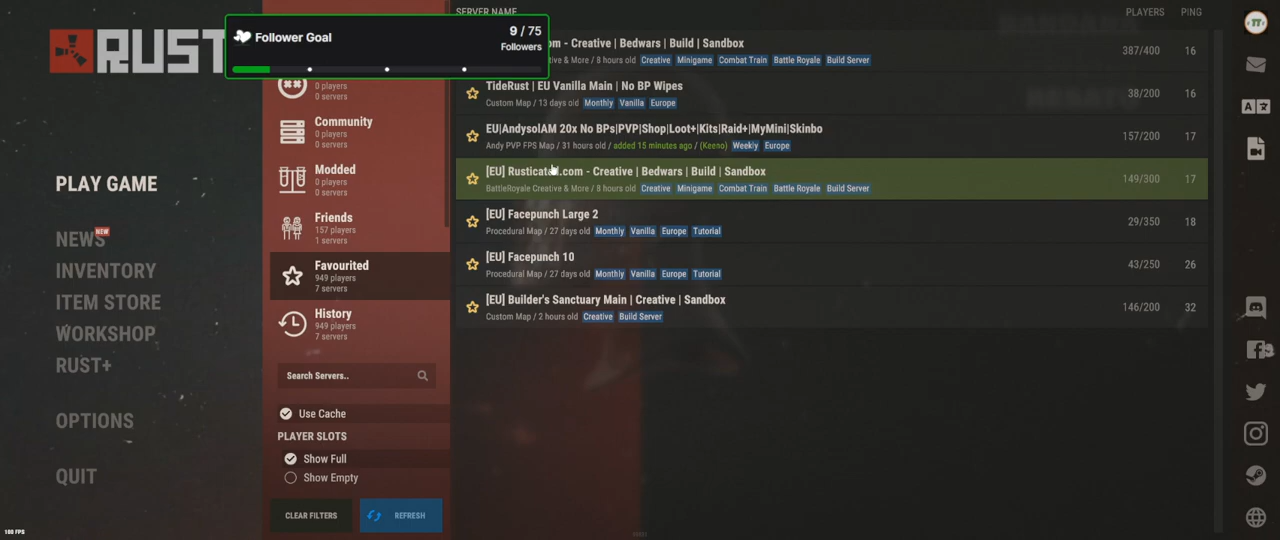 SERVER NAME
PLAYERS
PING
RUST
Follower Goal
9 / 75
Followers
PLAY GAME
NEWS
NEW
INVENTORY
ITEM STORE
WORKSHOP
RUST+
OPTIONS
QUIT
180 FPS
0 players
0 servers
Community
0 players
0 servers
Modded
0 players
0 servers
Friends
157 players
1 servers
Favourited
949 players
7 servers
History
949 players
7 servers
Search Servers..
Use Cache
PLAYER SLOTS
Show Full
Show Empty
CLEAR FILTERS
REFRESH
m - Creative | Bedwars | Build | Sandbox
& More / 8 hours old Creative Minigame Combat Train Battle Royale Build Server
387/400 16
TideRust | EU Vanilla Main | No BP Wipes
Custom Map / 13 days old Monthly Vanilla Europe
38/200 16
EU|AndysolAM 20x No BPs|PVP|Shop|Loot+|Kits|Raid+|MyMini|Skinbo
Andy PVP FPS Map / 31 hours old / added 15 minutes ago / (Keeno) Weekly Europe
157/200 17
.com - Creative | Bedwars | Build | Sandbox
[EU]
BattleRoyale Creative & More / 8 hours old Creative Minigame Combat Train Battle Royale Build Server
149/300 17
[EU] Facepunch Large 2
Procedural Map / 27 days old Monthly Vanilla Europe Tutorial
29/350 18
[EU] Facepunch 10
Procedural Map / 27 days old Monthly Vanilla Europe Tutorial
43/250 26
[EU] Builder's Sanctuary Main | Creative | Sandbox
Custom Map / 2 hours old Creative Build Server
146/200 32